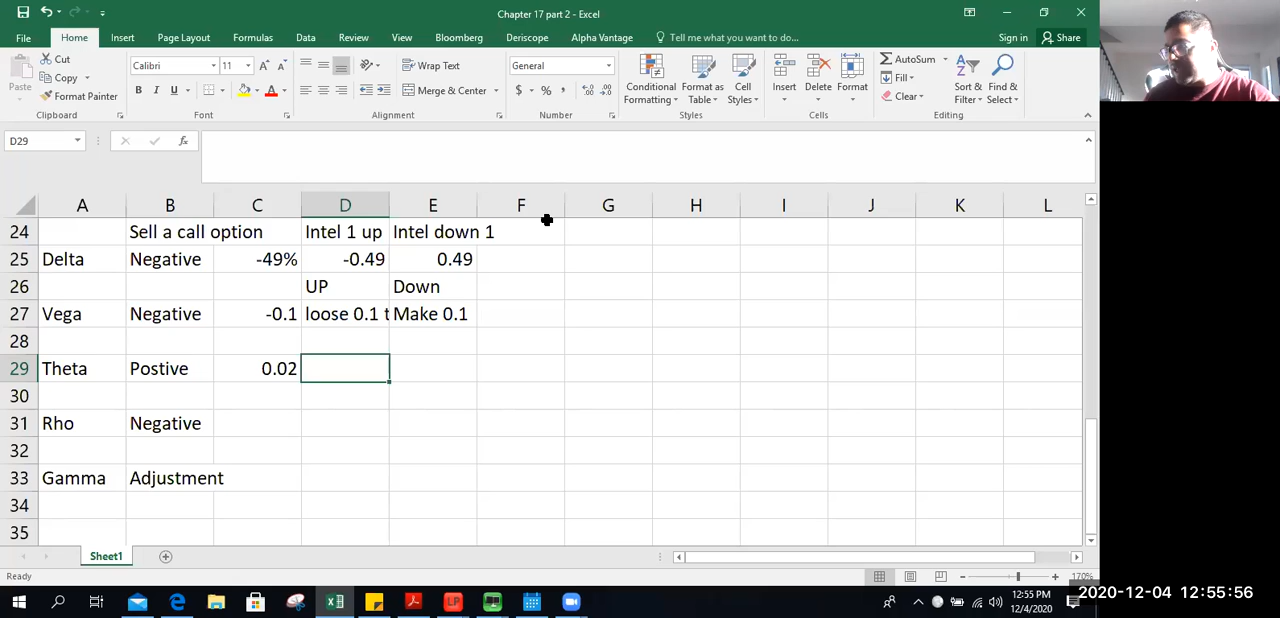 Chapter 17 part 2 - Excel
File Home Insert Page Layout Formulas Data Review View Bloomberg Deriscope Alpha Vantage Tell me what you want to do... Sign in Share
Paste
Cut
Copy
Format Painter
Clipboard
Calibri 11
B I U
Font
Wrap Text
Merge & Center
Alignment
General
$ % ,
Number
Conditional Formatting
Format as Table
Cell Styles
Styles
Insert Delete Format
Cells
AutoSum
Fill
Clear
Sort & Filter
Find & Select
Editing
D29 fx
A B C D E F G H I J K L
24 Sell a call option Intel 1 up Intel down 1
25 Delta Negative -49% -0.49 0.49
26 UP Down
27 Vega Negative -0.1 loose 0.1 t Make 0.1
28
29 Theta Postive 0.02
30
31 Rho Negative
32
33 Gamma Adjustment
34
35
Sheet1
Ready 170%
12:55 PM
12/4/2020
2020-12-04 12:55:56